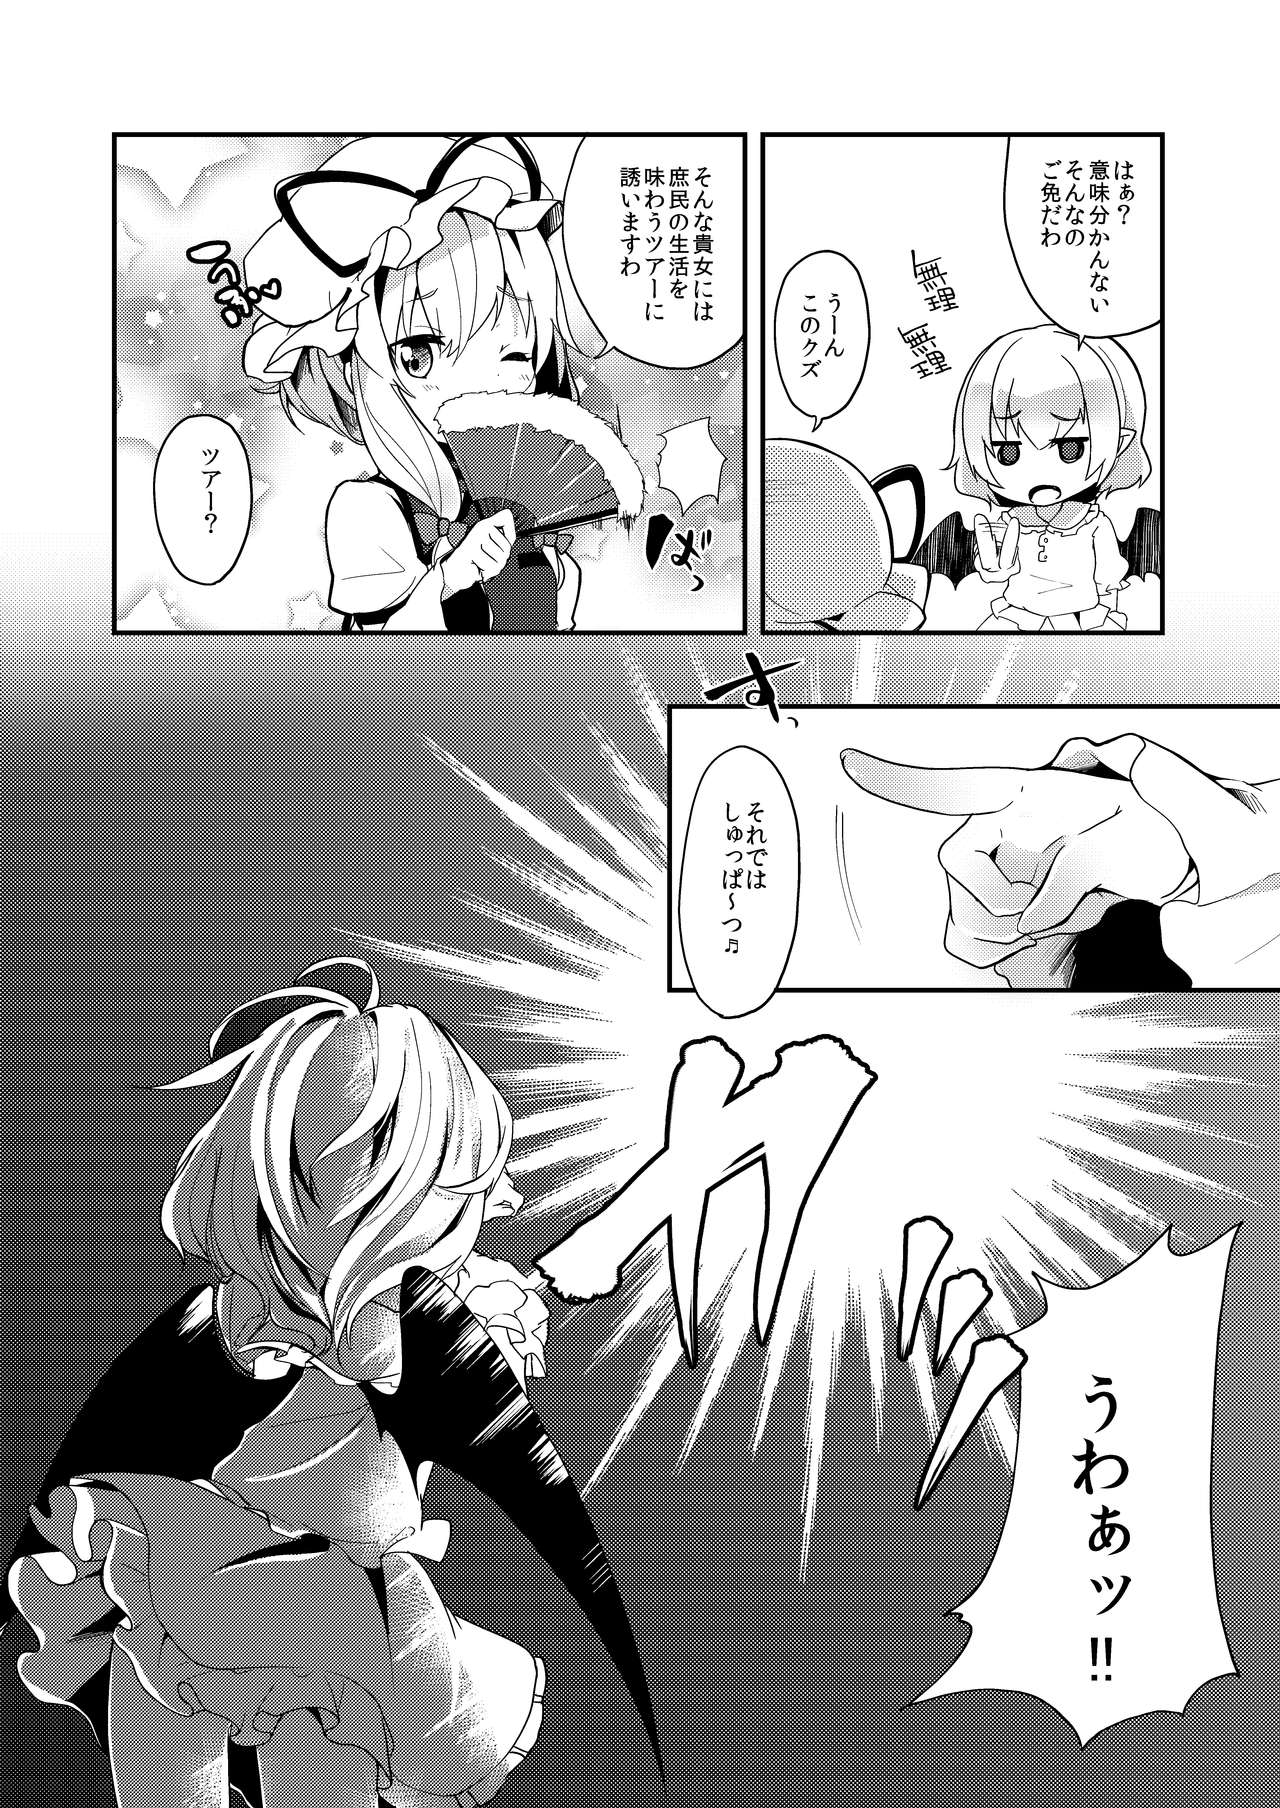 はぁ?
意味分かんない
そんなの
ご免だわ
無理
無理
うーん
このクズ
そんな貴女には
庶民の生活を
味わうツアーに
誘いますわ
ばっ
うふ♥
ツアー?
すっ
それでは
しゅっぱ~つ♬
カッ
うわぁッ!!